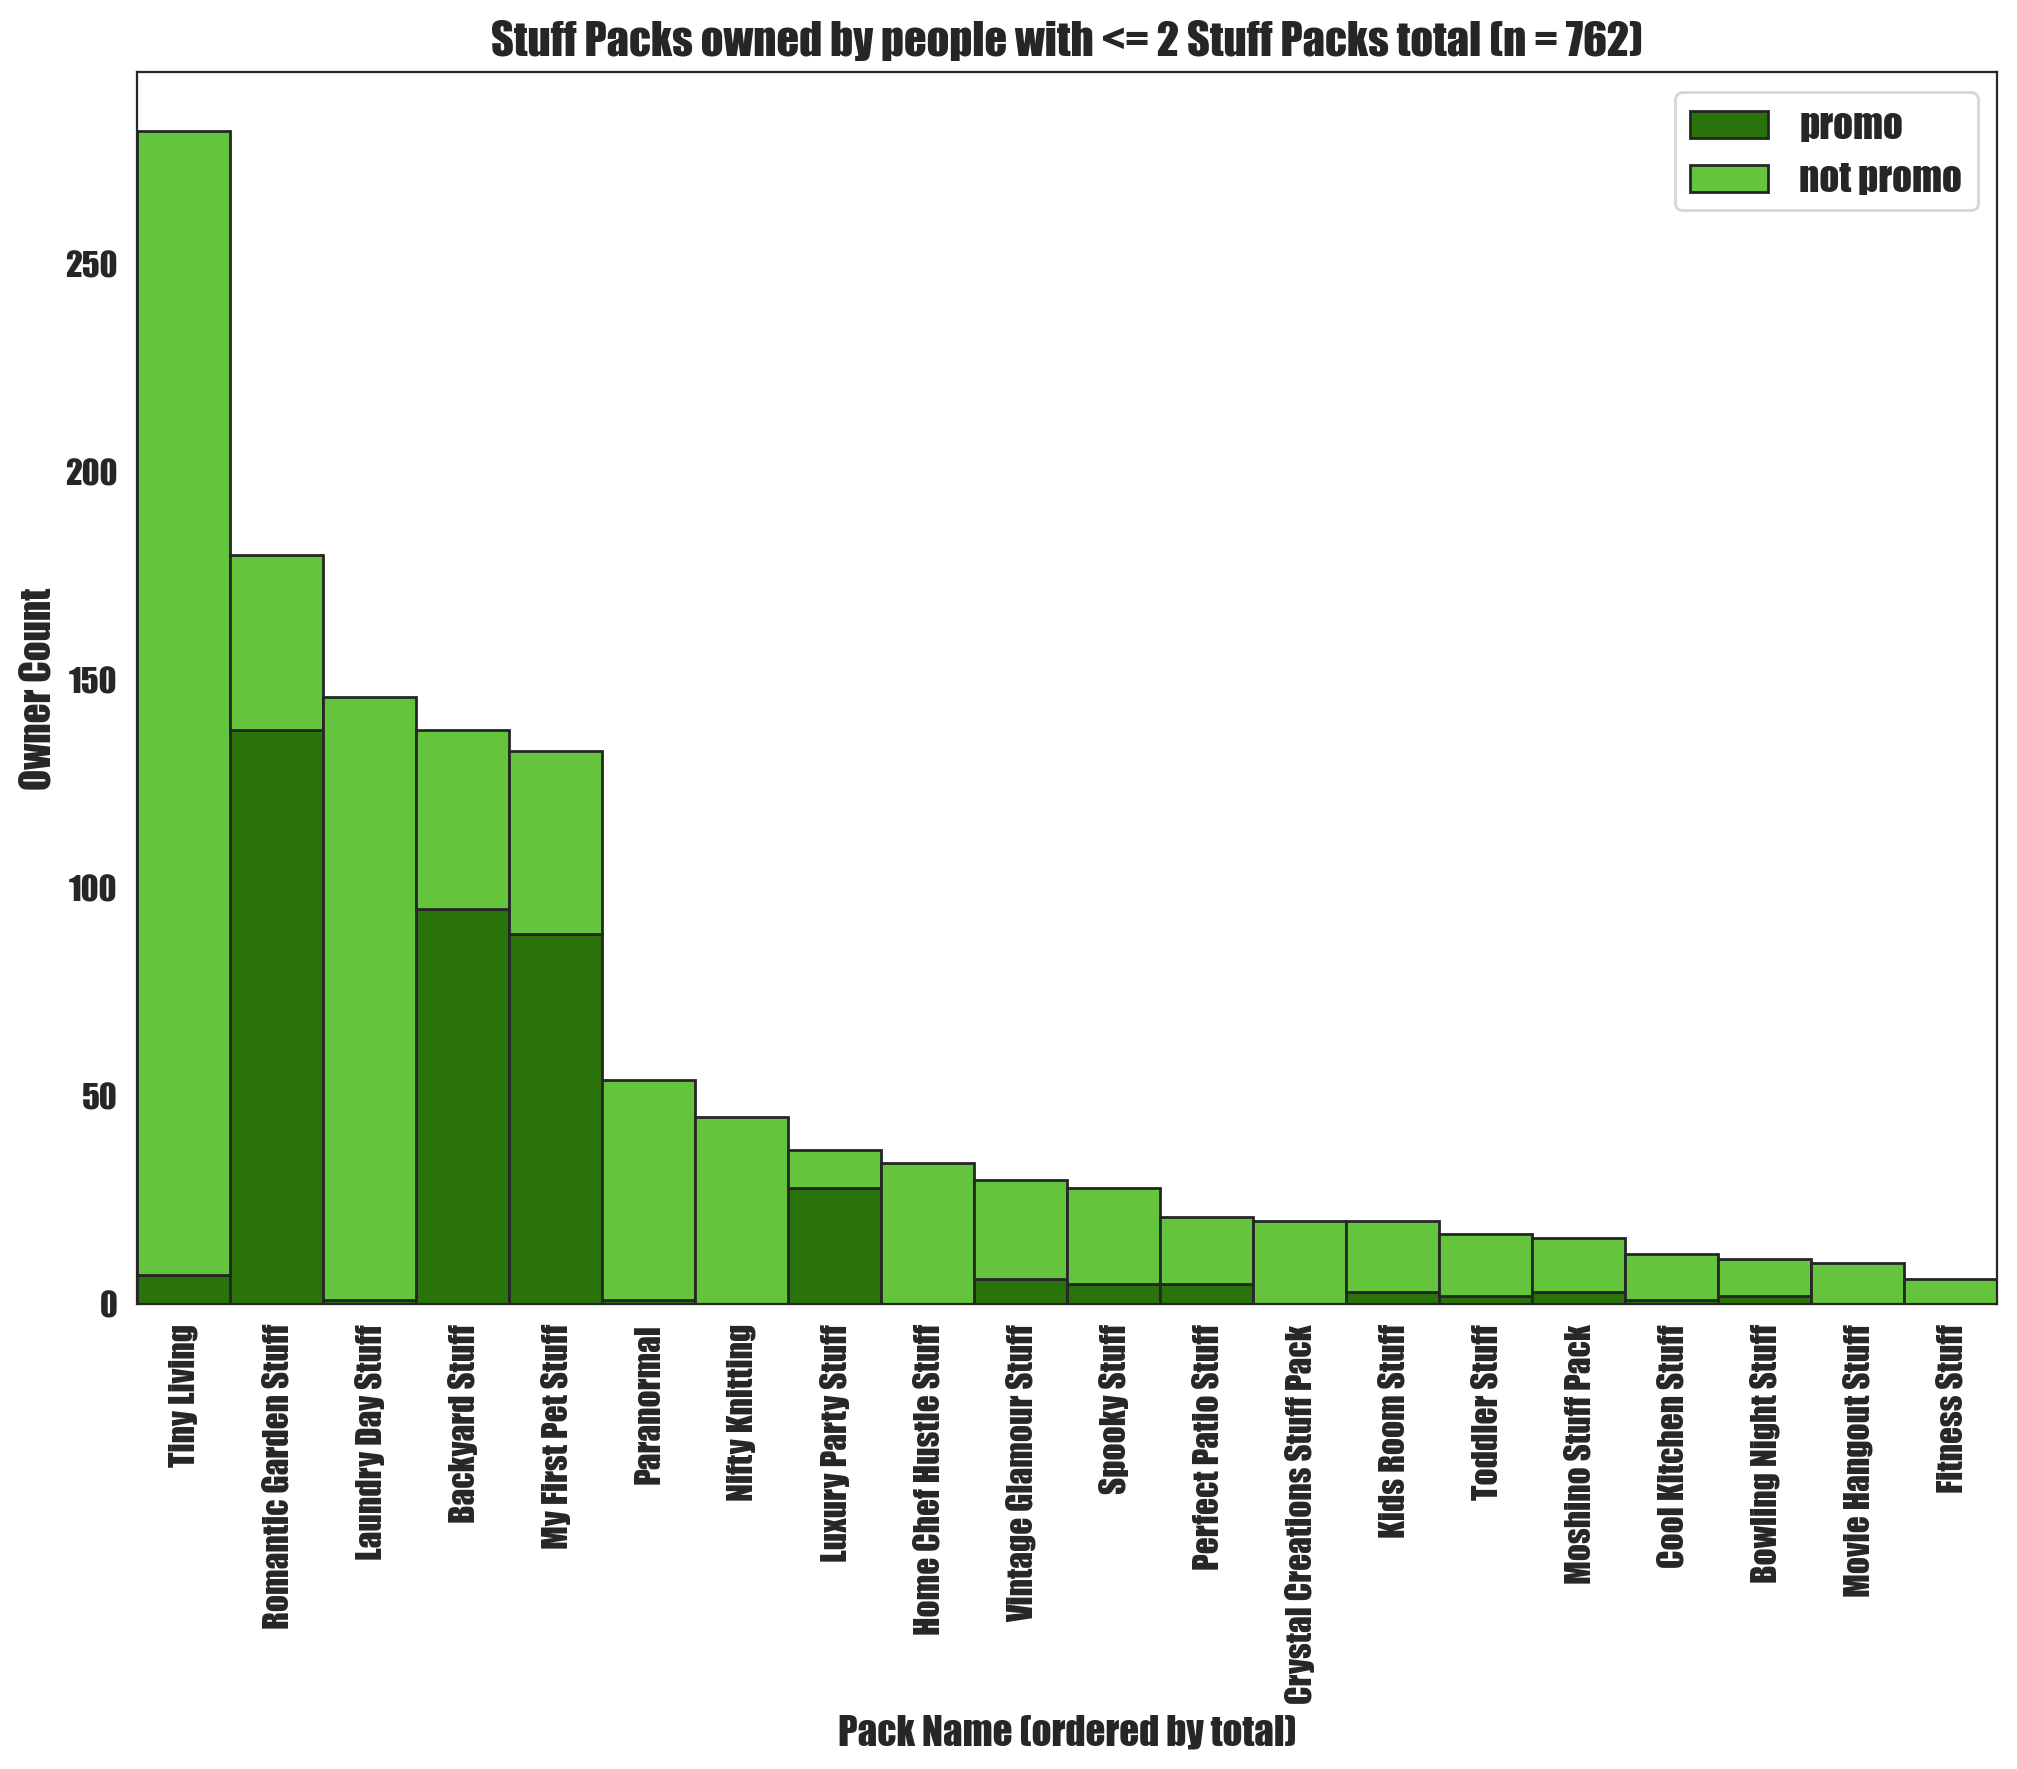 Stuff Packs owned by people with <= 2 Stuff Packs total (n = 762)
promo
not promo
Owner Count
250
200
150
100
50
0
Tiny Living
Romantic Garden Stuff
Laundry Day Stuff
Backyard Stuff
My First Pet Stuff
Paranormal
Nifty Knitting
Luxury Party Stuff
Home Chef Hustle Stuff
Vintage Glamour Stuff
Spooky Stuff
Perfect Patio Stuff
Crystal Creations Stuff Pack
Kids Room Stuff
Toddler Stuff
Moshino Stuff Pack
Cool Kitchen Stuff
Bowling Night Stuff
Movie Hangout Stuff
Fitness Stuff
Pack Name (ordered by total)